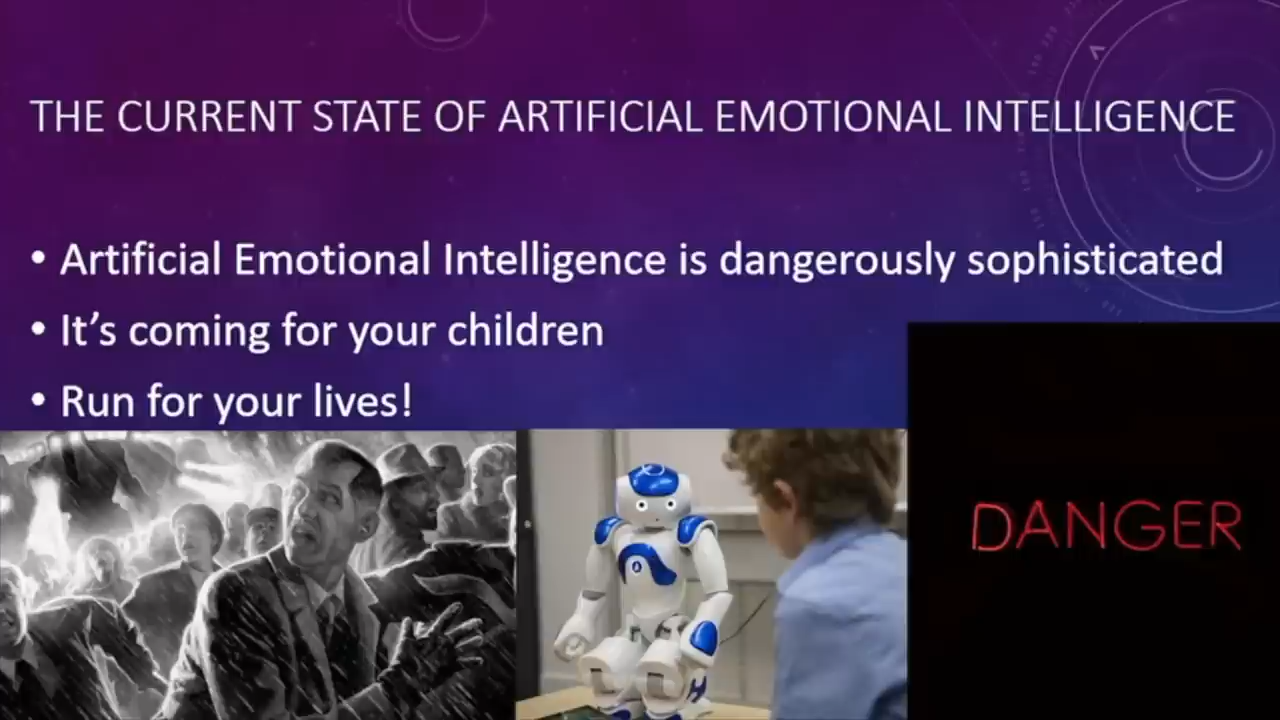 THE CURRENT STATE OF ARTIFICIAL EMOTIONAL INTELLIGENCE
• Artificial Emotional Intelligence is dangerously sophisticated
• It's coming for your children
• Run for your lives!
DANGER